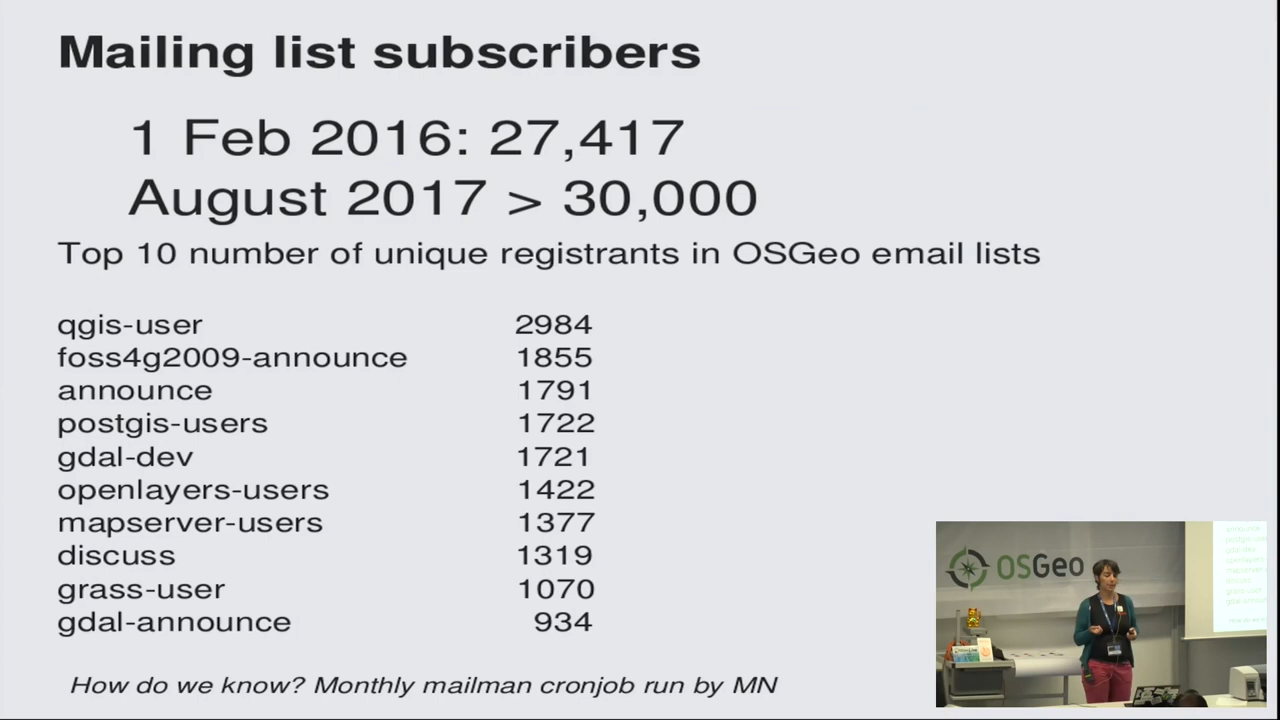 Mailing list subscribers
1 Feb 2016: 27,417
August 2017 > 30,000
Top 10 number of unique registrants in OSGeo email lists
qgis-user 2984
foss4g2009-announce 1855
announce 1791
postgis-users 1722
gdal-dev 1721
openlayers-users 1422
mapserver-users 1377
discuss 1319
grass-user 1070
gdal-announce 934
How do we know? Monthly mailman cronjob run by MN
OSGeo